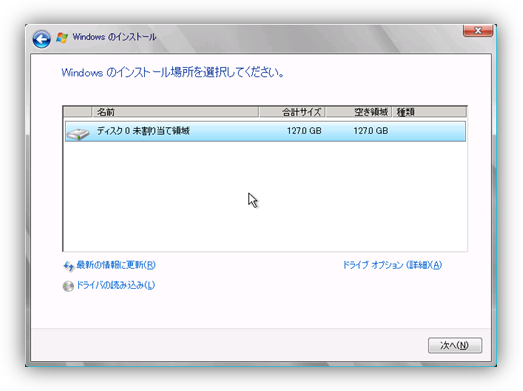 Windows のインストール
Windows のインストール場所を選択してください。
名前 合計サイズ 空き領域 種類
ディスク 0 未割り当て領域 127.0 GB 127.0 GB
最新の情報に更新(R) ドライブ オプション (詳細)(A)
ドライバの読み込み(L)
次へ(N)